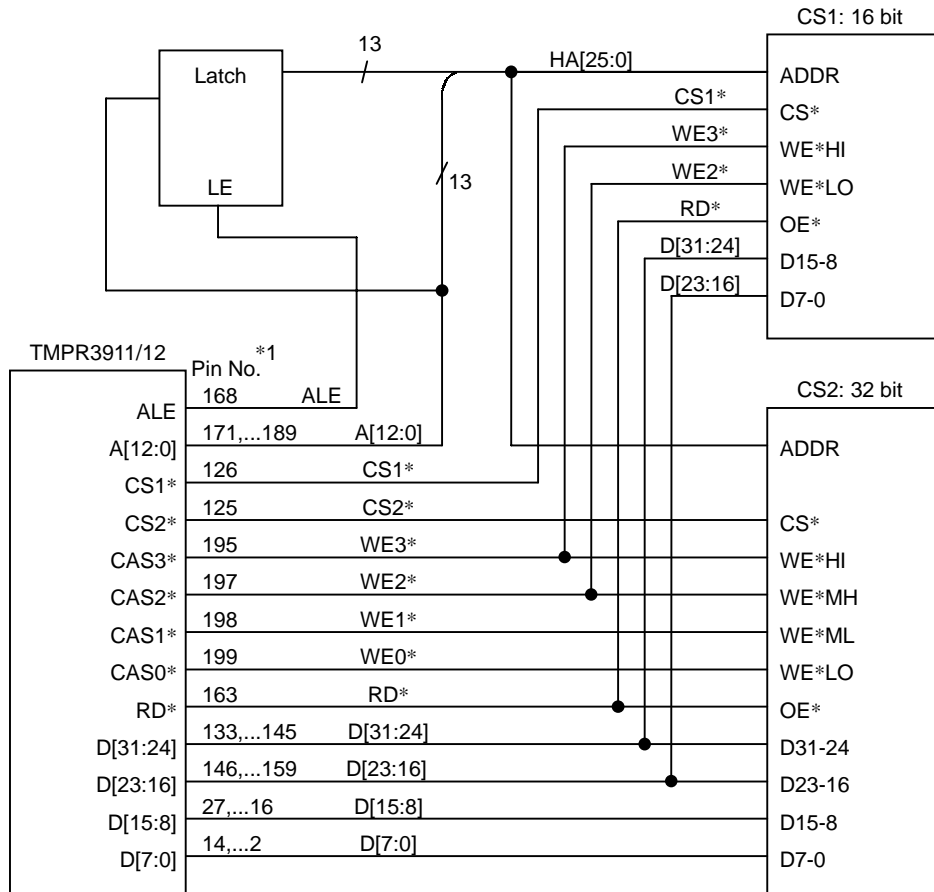 CS1: 16 bit
13
HA[25:0]
Latch
ADDR
CS1*
CS*
WE3*
WE*HI
13
WE2*
WE*LO
LE
RD*
OE*
D[31:24]
D15-8
D[23:16]
D7-0
TMPR3911/12
Pin No.*1
CS2: 32 bit
ALE
168
ALE
A[12:0]
171,...189
A[12:0]
ADDR
CS1*
126
CS1*
CS2*
125
CS2*
CS*
CAS3*
195
WE3*
WE*HI
CAS2*
197
WE2*
WE*MH
CAS1*
198
WE1*
WE*ML
CAS0*
199
WE0*
WE*LO
RD*
163
RD*
OE*
D[31:24]
133,...145
D[31:24]
D31-24
D[23:16]
146,...159
D[23:16]
D23-16
D[15:8]
27,...16
D[15:8]
D15-8
D[7:0]
14,...2
D[7:0]
D7-0